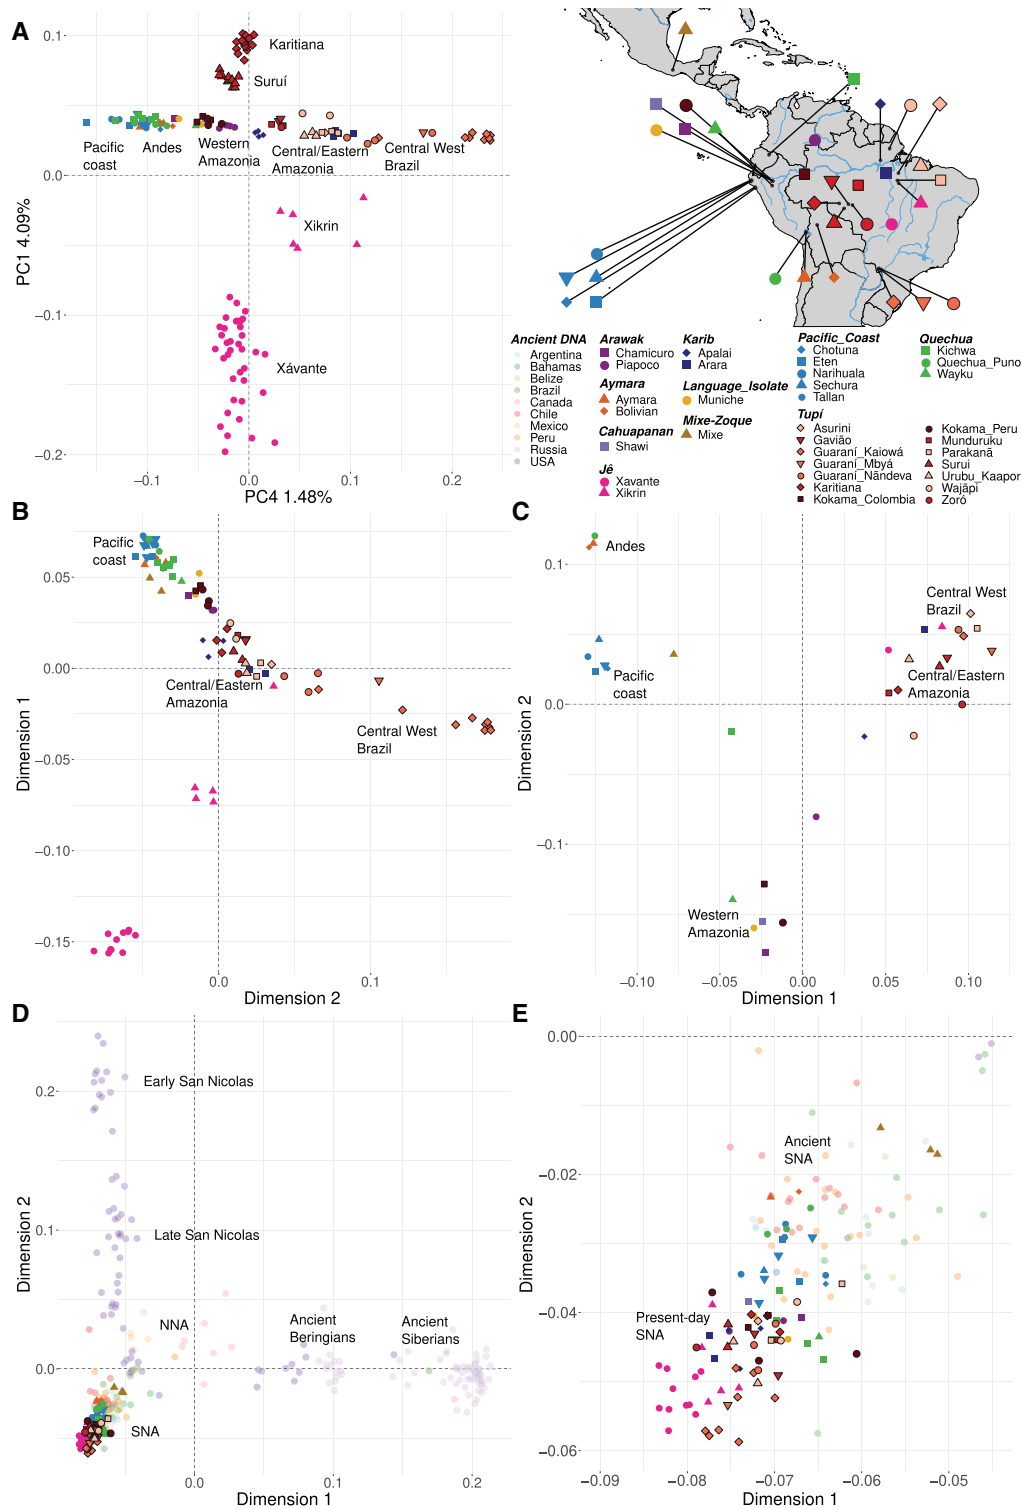 A
0.1
0.0
−0.1
−0.2
PC1 4.09%
Karitiana
Suruí
Pacific
coast
Andes
Western
Amazonia
Central/Eastern
Amazonia
Central West
Brazil
Xikrin
Xávante
−0.1
0.0
0.1
0.2
PC4 1.48%
Ancient DNA
Argentina
Bahamas
Belize
Brazil
Canada
Chile
Mexico
Peru
Russia
USA
Arawak
Chamicuro
Piapoco
Aymara
Aymara
Bolivian
Cahuapanan
Shawi
Jê
Xavante
Xikrin
Karib
Apalai
Arara
Language_Isolate
Muniche
Mixe-Zoque
Mixe
Pacific_Coast
Chotuna
Eten
Narihuala
Sechura
Tallan
Quechua
Kichwa
Quechua_Puno
Wayku
Tupí
Asurini
Gavião
Guaraní_Kaiowá
Guaraní_Mbyá
Guaraní_Nãndeva
Karitiana
Kokama_Colombia
Kokama_Peru
Munduruku
Parakanã
Surui
Urubu_Kaapor
Wajãpi
Zoró
B
0.05
0.00
−0.05
−0.10
−0.15
Dimension 1
Pacific
coast
Central/Eastern
Amazonia
Central West
Brazil
0.0
0.1
Dimension 2
C
0.1
0.0
−0.1
Dimension 2
Andes
Pacific
coast
Central West
Brazil
Central/Eastern
Amazonia
Western
Amazonia
−0.10
−0.05
0.00
0.05
0.10
Dimension 1
D
0.2
0.1
0.0
Dimension 2
Early San Nicolas
Late San Nicolas
NNA
Ancient
Beringians
Ancient
Siberians
SNA
0.0
0.1
0.2
Dimension 1
E
0.00
−0.02
−0.04
−0.06
Dimension 2
Ancient
SNA
Present-day
SNA
−0.09
−0.08
−0.07
−0.06
−0.05
Dimension 1